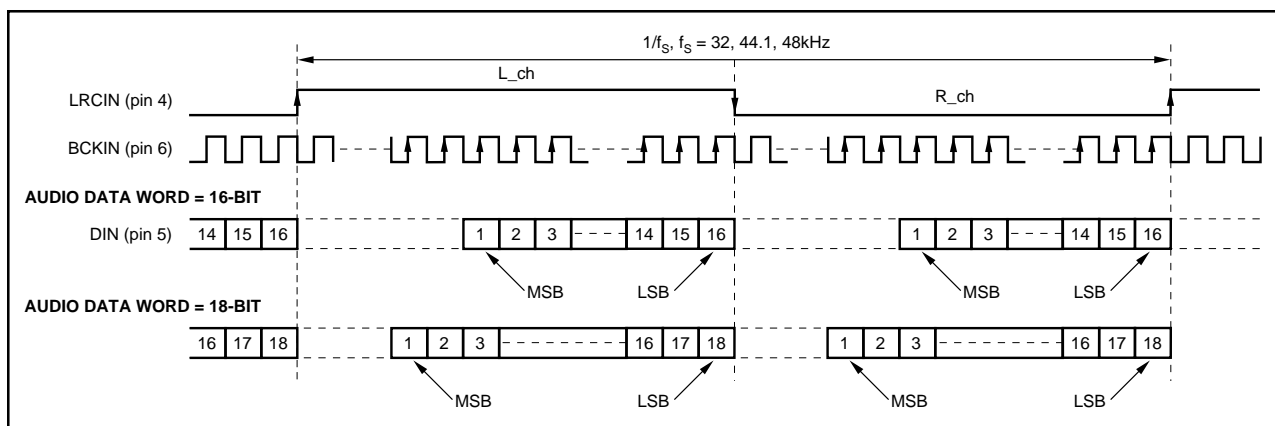 1/fS, fS = 32, 44.1, 48kHz
L_ch
R_ch
LRCIN (pin 4)
BCKIN (pin 6)
AUDIO DATA WORD = 16-BIT
DIN (pin 5) 14 15 16 1 2 3 14 15 16 1 2 3 14 15 16
MSB LSB MSB LSB
AUDIO DATA WORD = 18-BIT
16 17 18 1 2 3 16 17 18 1 2 3 16 17 18
MSB LSB MSB LSB